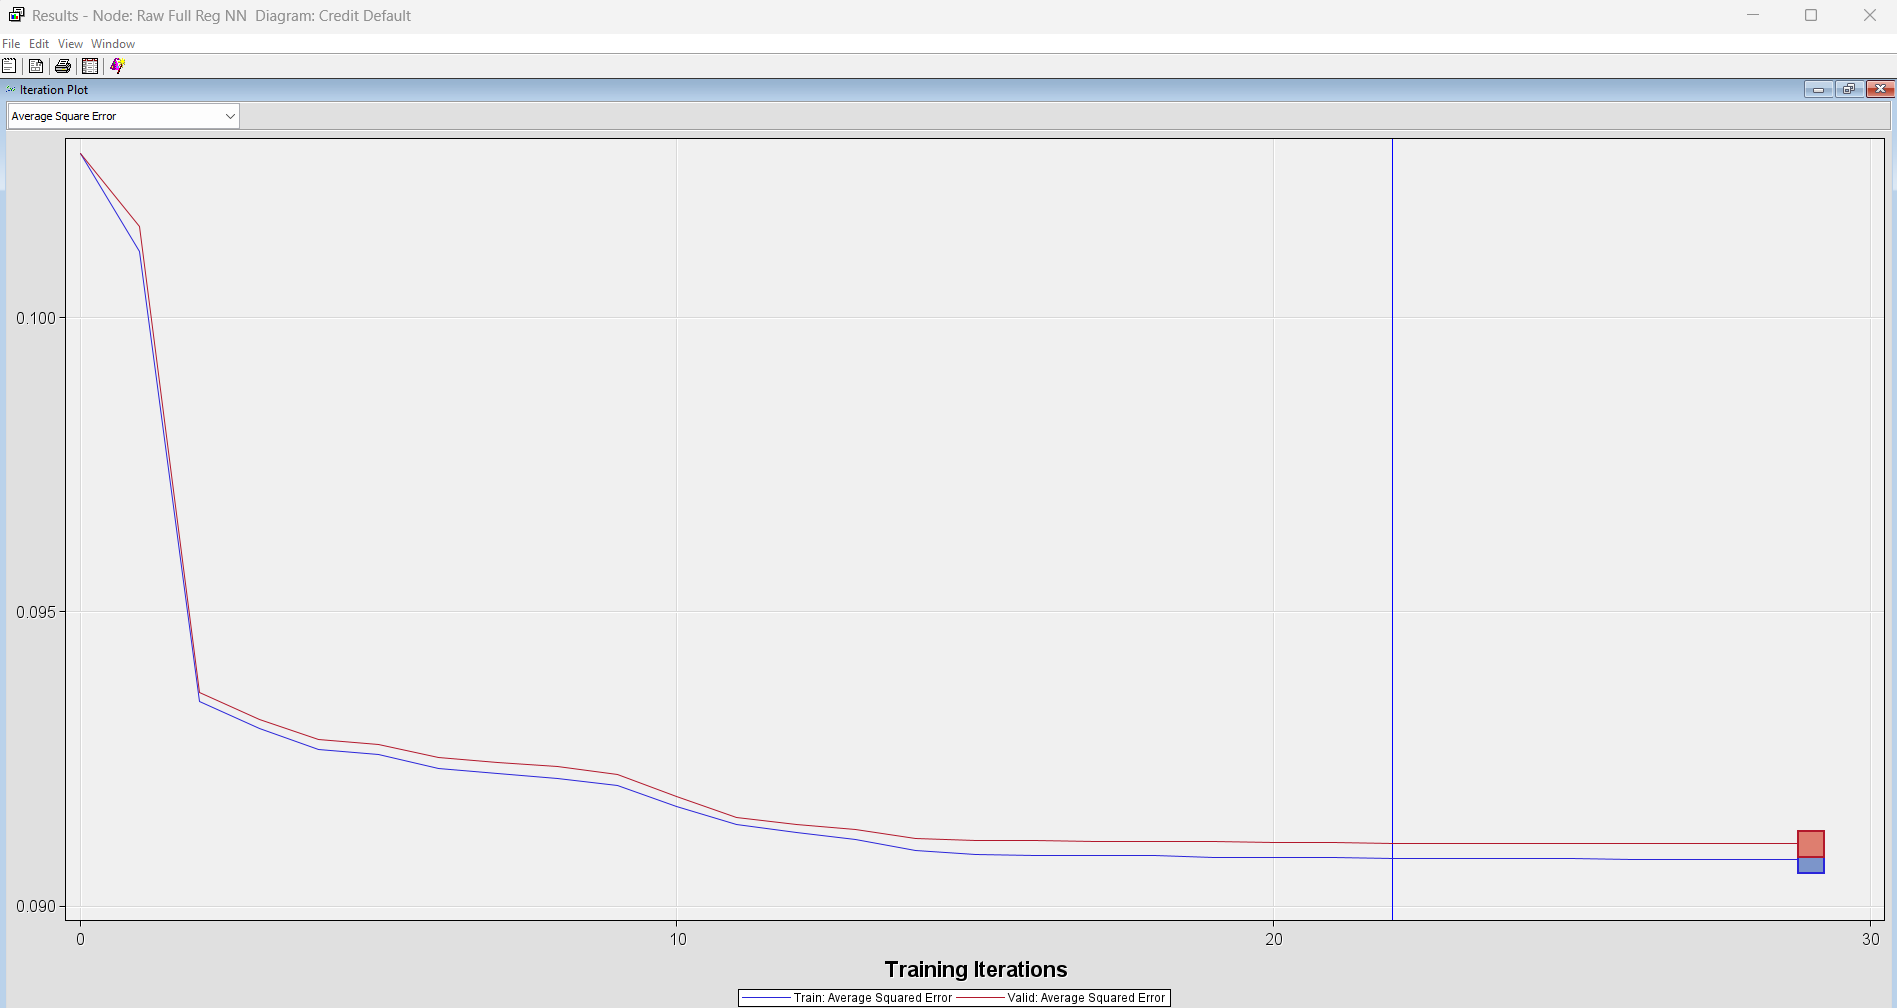 Results - Node: Raw Full Reg NN  Diagram: Credit Default
File Edit View Window
Iteration Plot
Average Square Error
0.100
0.095
0.090
0 10 20 30
Training Iterations
Train: Average Squared Error Valid: Average Squared Error